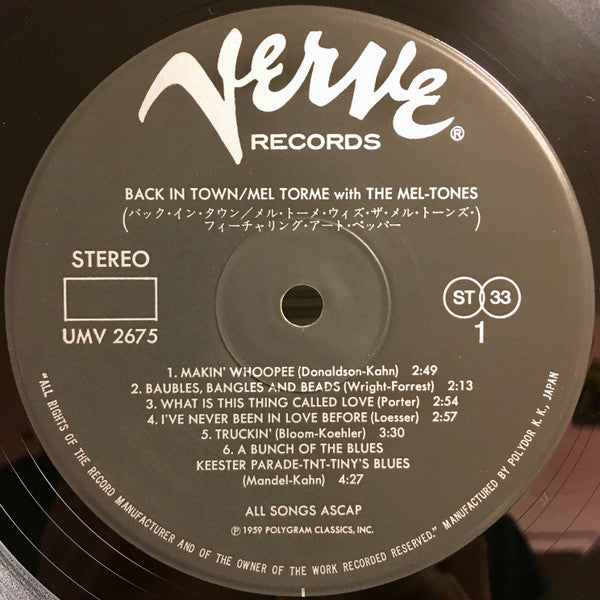 Verve®
RECORDS
BACK IN TOWN/MEL TORME with THE MEL-TONES
(バック・イン・タウン/メル・トーメ・ウィズ・ザ・メル・トーンズ・
フィーチャリング・アート・ペッパー)
STEREO
UMV 2675
ST 33
1
1. MAKIN' WHOOPEE (Donaldson-Kahn) 2:49
2. BAUBLES, BANGLES AND BEADS (Wright-Forrest) 2:13
3. WHAT IS THIS THING CALLED LOVE (Porter) 2:54
4. I'VE NEVER BEEN IN LOVE BEFORE (Loesser) 2:57
5. TRUCKIN' (Bloom-Koehler) 3:30
6. A BUNCH OF THE BLUES
KEESTER PARADE-TNT-TINY'S BLUES
(Mandel-Kahn) 4:27
ALL SONGS ASCAP
Ⓟ1959 POLYGRAM CLASSICS, INC.
"ALL RIGHTS OF THE RECORD MANUFACTURER AND OF THE OWNER OF THE WORK RECORDED RESERVED." MANUFACTURED BY POLYDOR K. K., JAPAN